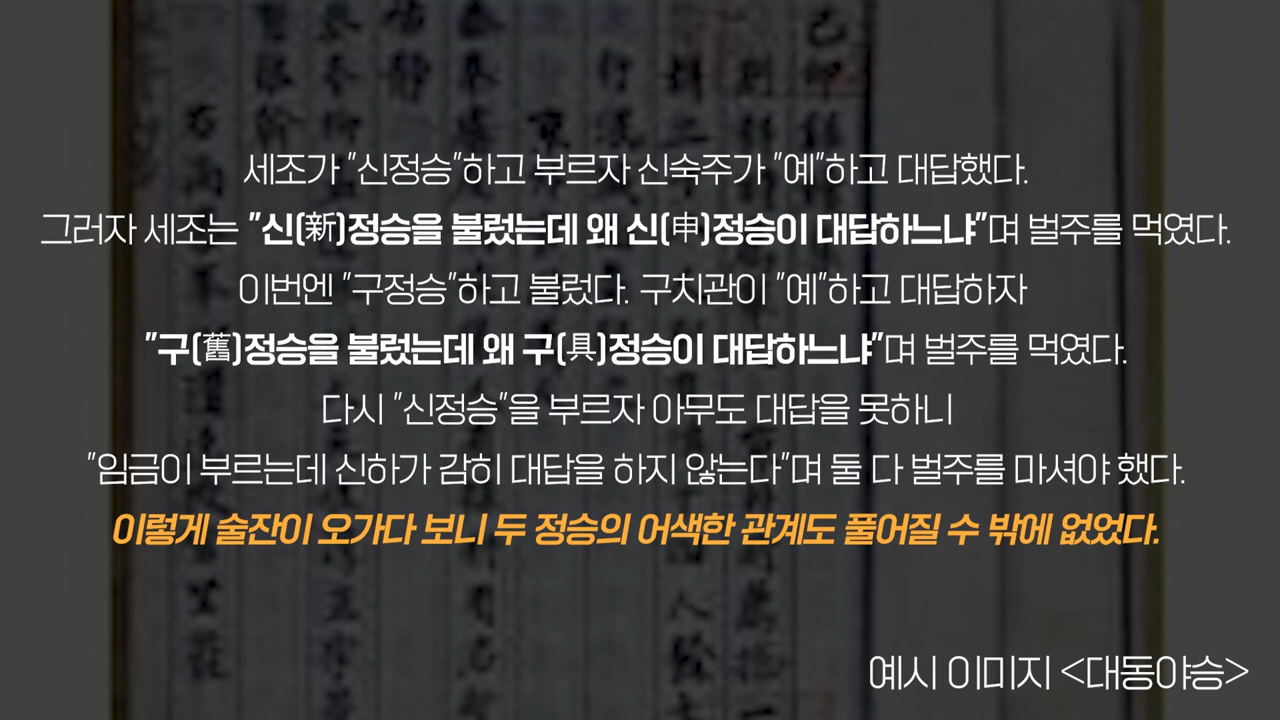 세조가 "신정승"하고 부르자 신숙주가 "예"하고 대답했다.
그러자 세조는 "신(新)정승을 불렀는데 왜 신(申)정승이 대답하느냐"며 벌주를 먹였다.
이번엔 "구정승"하고 불렀다. 구치관이 "예"하고 대답하자
"구(舊)정승을 불렀는데 왜 구(具)정승이 대답하느냐"며 벌주를 먹였다.
다시 "신정승"을 부르자 아무도 대답을 못하니
"임금이 부르는데 신하가 감히 대답을 하지 않는다"며 둘 다 벌주를 마셔야 했다.
이렇게 술잔이 오가다 보니 두 정승의 어색한 관계도 풀어질 수 밖에 없었다.
예시 이미지 <대동야승>